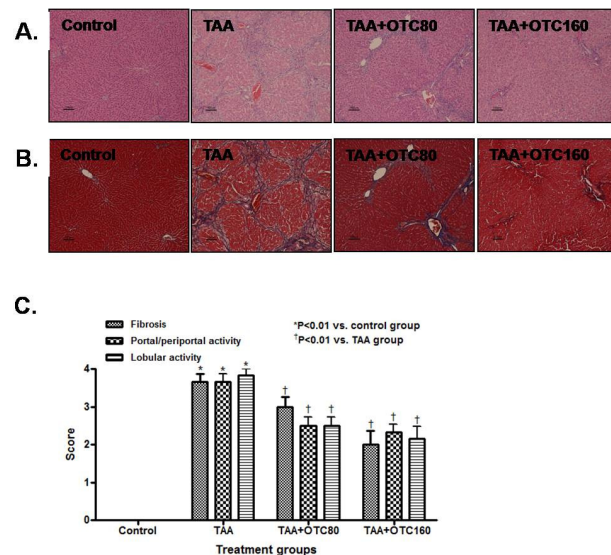 A.
Control TAA TAA+OTC80 TAA+OTC160
B.
Control TAA TAA+OTC80 TAA+OTC160
C.
Fibrosis
Portal/periportal activity
Lobular activity
*P<0.01 vs. control group
†P<0.01 vs. TAA group
Score
4
3
2
1
0
* * *
† † †
† † †
Control TAA TAA+OTC80 TAA+OTC160
Treatment groups